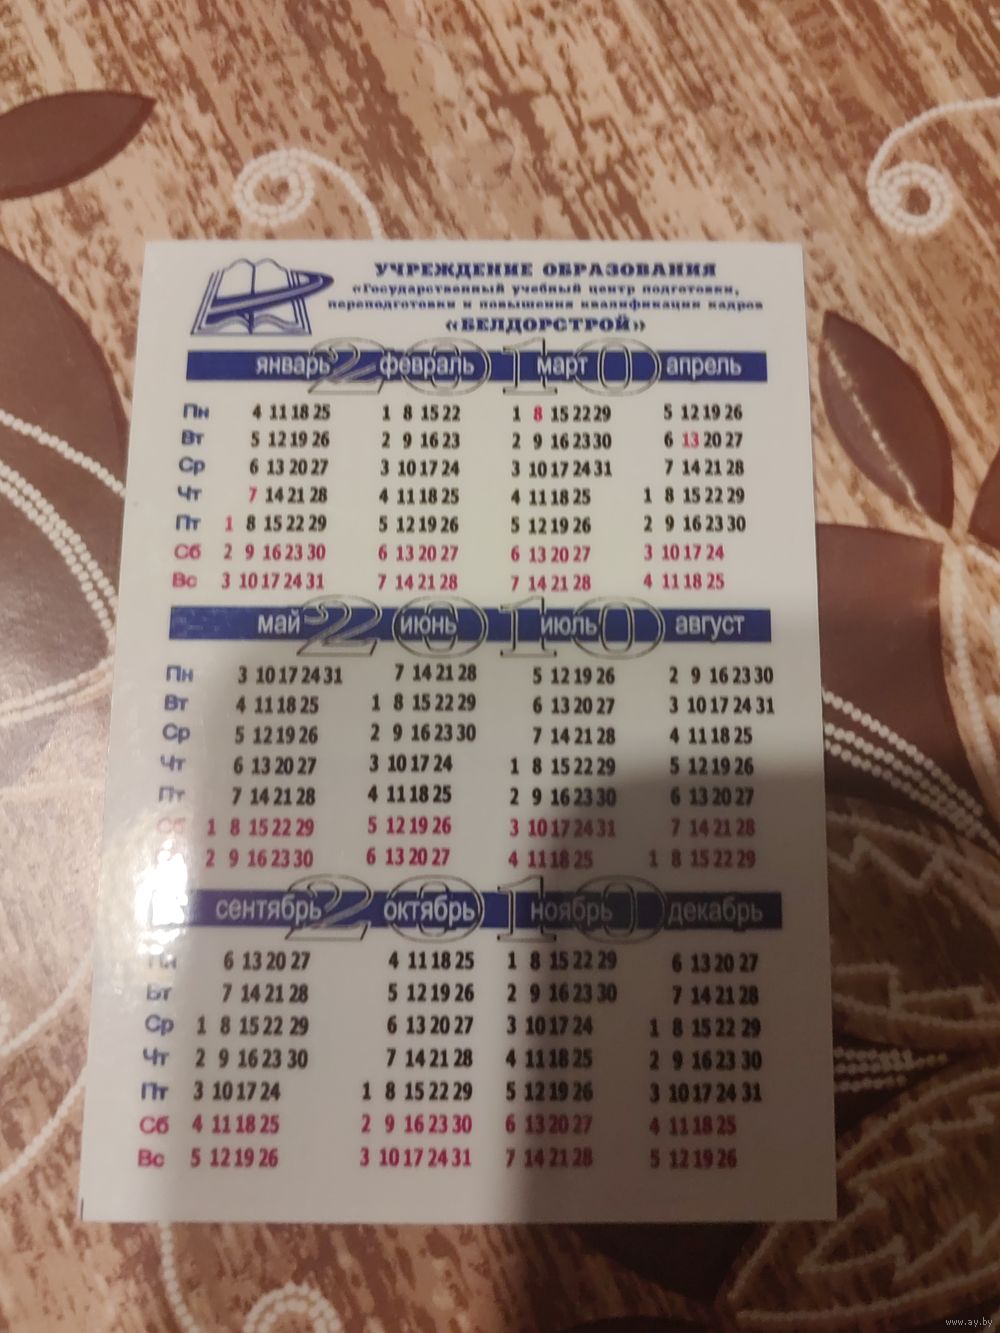 УЧРЕЖДЕНИЕ ОБРАЗОВАНИЯ
«Государственный учебный центр подготовки,
переподготовки и повышения квалификации кадров
«БЕЛДОРСТРОЙ»
2010
январь февраль март апрель
Пн 4 11 18 25 1 8 15 22 1 8 15 22 29 5 12 19 26
Вт 5 12 19 26 2 9 16 23 2 9 16 23 30 6 13 20 27
Ср 6 13 20 27 3 10 17 24 3 10 17 24 31 7 14 21 28
Чт 7 14 21 28 4 11 18 25 4 11 18 25 1 8 15 22 29
Пт 1 8 15 22 29 5 12 19 26 5 12 19 26 2 9 16 23 30
Сб 2 9 16 23 30 6 13 20 27 6 13 20 27 3 10 17 24
Вс 3 10 17 24 31 7 14 21 28 7 14 21 28 4 11 18 25
2010
май июнь июль август
Пн 3 10 17 24 31 7 14 21 28 5 12 19 26 2 9 16 23 30
Вт 4 11 18 25 1 8 15 22 29 6 13 20 27 3 10 17 24 31
Ср 5 12 19 26 2 9 16 23 30 7 14 21 28 4 11 18 25
Чт 6 13 20 27 3 10 17 24 1 8 15 22 29 5 12 19 26
Пт 7 14 21 28 4 11 18 25 2 9 16 23 30 6 13 20 27
Сб 1 8 15 22 29 5 12 19 26 3 10 17 24 31 7 14 21 28
2 9 16 23 30 6 13 20 27 4 11 18 25 1 8 15 22 29
2010
сентябрь октябрь ноябрь декабрь
Пн 6 13 20 27 4 11 18 25 1 8 15 22 29 6 13 20 27
Вт 7 14 21 28 5 12 19 26 2 9 16 23 30 7 14 21 28
Ср 1 8 15 22 29 6 13 20 27 3 10 17 24 1 8 15 22 29
Чт 2 9 16 23 30 7 14 21 28 4 11 18 25 2 9 16 23 30
Пт 3 10 17 24 1 8 15 22 29 5 12 19 26 3 10 17 24 31
Сб 4 11 18 25 2 9 16 23 30 6 13 20 27 4 11 18 25
Вс 5 12 19 26 3 10 17 24 31 7 14 21 28 5 12 19 26
www.ay.by